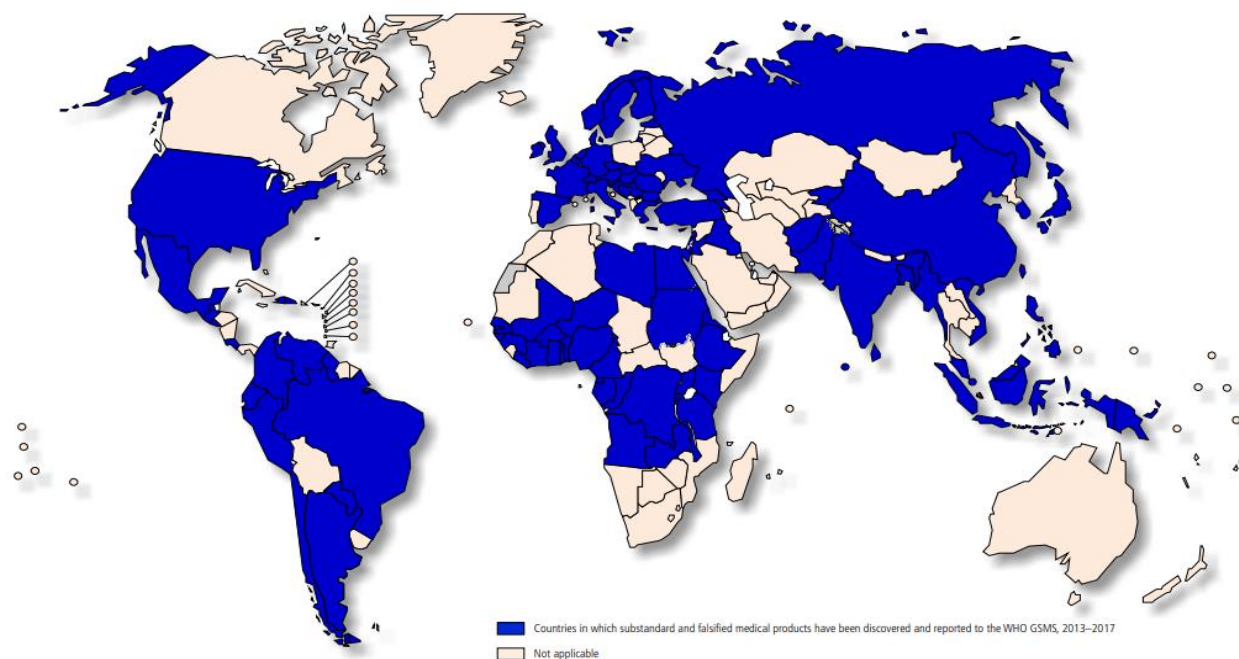 Countries in which substandard and falsified medical products have been discovered and reported to the WHO GSMS, 2013–2017
Not applicable